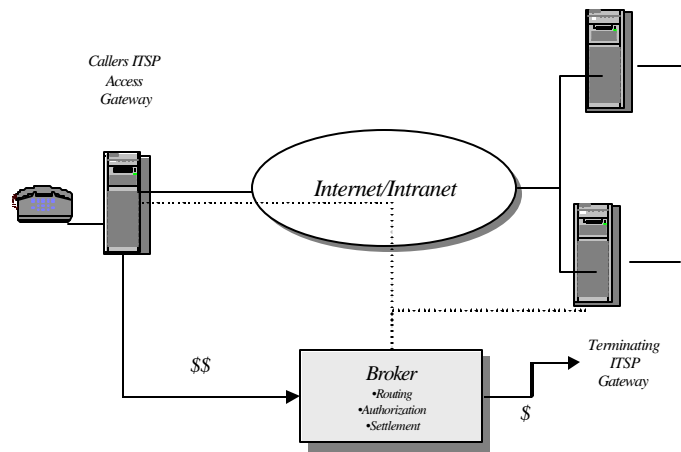 Callers ITSP
Access
Gateway
Internet/Intranet
$$
Broker
•Routing
•Authorization
•Settlement
$
Terminating
ITSP
Gateway